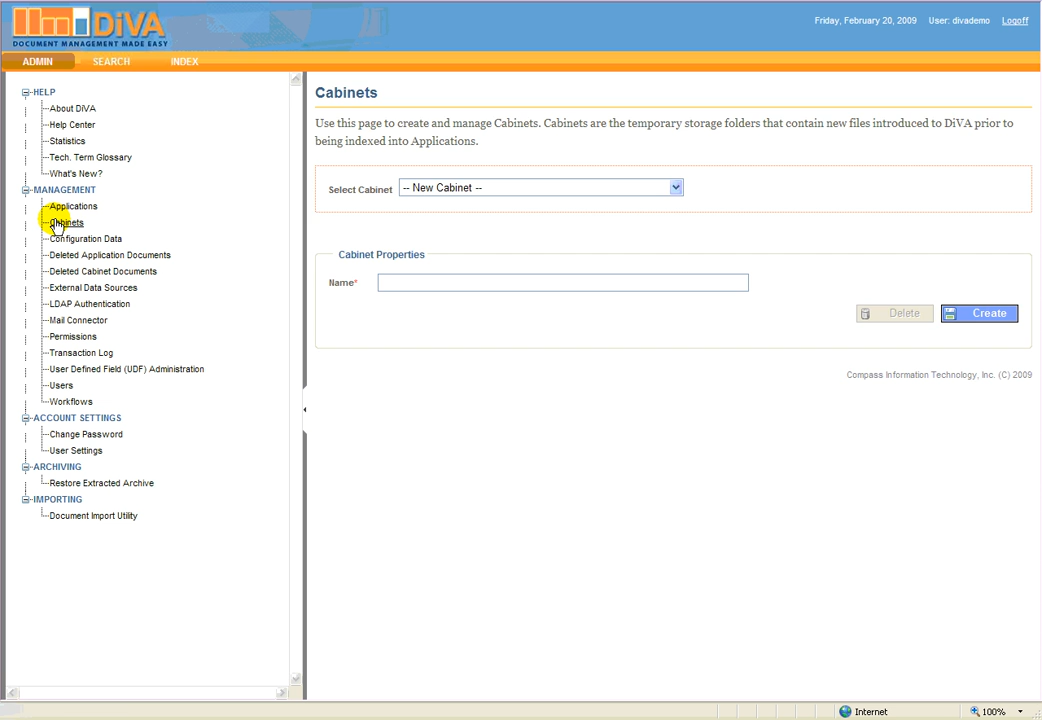 DiVA
DOCUMENT MANAGEMENT MADE EASY
Friday, February 20, 2009 User: divademo Logoff
ADMIN SEARCH INDEX
HELP
About DiVA
Help Center
Statistics
Tech. Term Glossary
What's New?
MANAGEMENT
Applications
Cabinets
Configuration Data
Deleted Application Documents
Deleted Cabinet Documents
External Data Sources
LDAP Authentication
Mail Connector
Permissions
Transaction Log
User Defined Field (UDF) Administration
Users
Workflows
ACCOUNT SETTINGS
Change Password
User Settings
ARCHIVING
Restore Extracted Archive
IMPORTING
Document Import Utility
Cabinets
Use this page to create and manage Cabinets. Cabinets are the temporary storage folders that contain new files introduced to DiVA prior to
being indexed into Applications.
Select Cabinet -- New Cabinet --
Cabinet Properties
Name*
Delete Create
Compass Information Technology, Inc. (C) 2009
Internet 100%